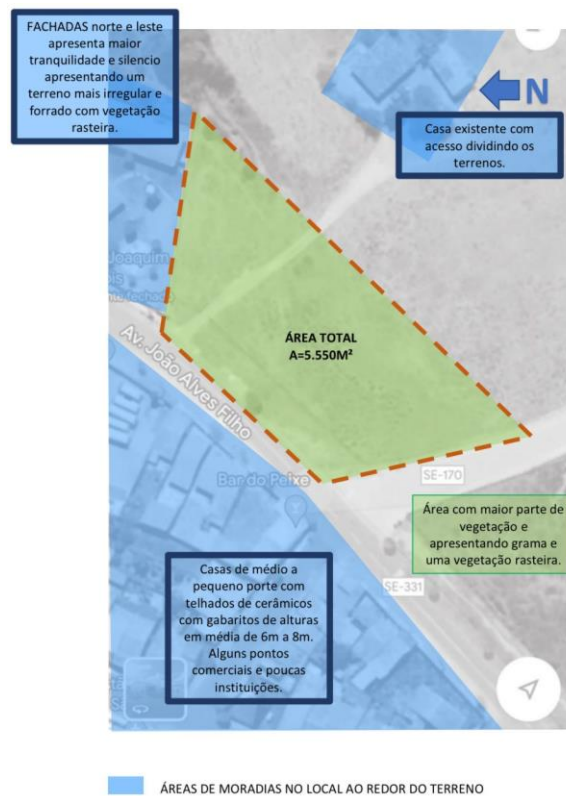 FACHADAS norte e leste
apresenta maior
tranquilidade e silencio
apresentando um
terreno mais irregular e
forrado com vegetação
rasteira.
N
Casa existente com
acesso dividindo os
terrenos.
Joaquim
ÁREA TOTAL
A=5.550M²
Av. João Alves Filho
Bar do Peixe
SE-170
Área com maior parte de
vegetação e
apresentando grama e
uma vegetação rasteira.
Casas de médio a
pequeno porte com
telhados de cerâmicos
com gabaritos de alturas
em média de 6m a 8m.
Alguns pontos
comerciais e poucas
instituições.
SE-331
ÁREAS DE MORADIAS NO LOCAL AO REDOR DO TERRENO